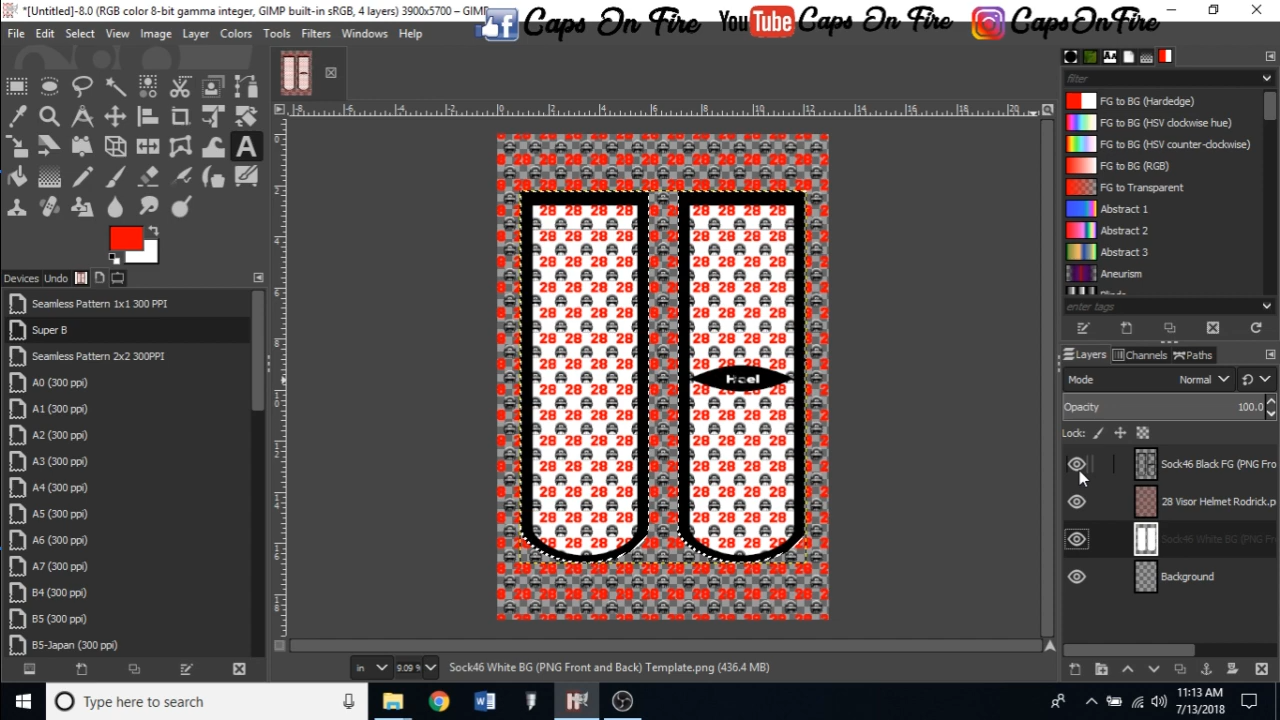 *[Untitled]-8.0 (RGB color 8-bit gamma integer, GIMP built-in sRGB, 4 layers) 3900x5700 – GIMP
Caps On Fire
YouTube Caps On Fire
CapsOnFire
File Edit Select View Image Layer Colors Tools Filters Windows Help
filter
FG to BG (Hardedge)
FG to BG (HSV clockwise hue)
FG to BG (HSV counter-clockwise)
FG to BG (RGB)
FG to Transparent
Abstract 1
Abstract 2
Abstract 3
Aneurism
enter tags
Devices Undo
Seamless Pattern 1x1 300 PPI
Super B
Seamless Pattern 2x2 300PPI
A0 (300 ppi)
A1 (300 ppi)
A2 (300 ppi)
A3 (300 ppi)
A4 (300 ppi)
A5 (300 ppi)
A6 (300 ppi)
A7 (300 ppi)
B4 (300 ppi)
B5 (300 ppi)
B5-Japan (300 ppi)
28 28 28 28
Layers Channels Paths
Mode Normal
Opacity 100.0
Lock:
Sock46 Black FG (PNG Fro
28 Visor Helmet Rodrick.p
Sock46 White BG (PNG Fro
Background
in 9.09 % Sock46 White BG (PNG Front and Back) Template.png (436.4 MB)
Type here to search
11:13 AM
7/13/2018